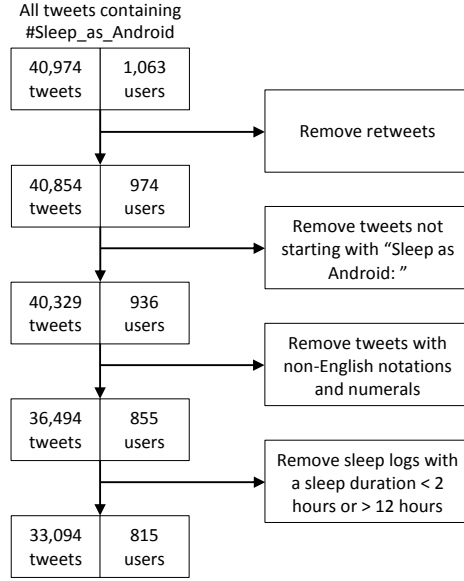 All tweets containing
#Sleep_as_Android
40,974 1,063
tweets users
Remove retweets
40,854 974
tweets users
Remove tweets not
starting with “Sleep as
Android: ”
40,329 936
tweets users
Remove tweets with
non-English notations
and numerals
36,494 855
tweets users
Remove sleep logs with
a sleep duration < 2
hours or > 12 hours
33,094 815
tweets users